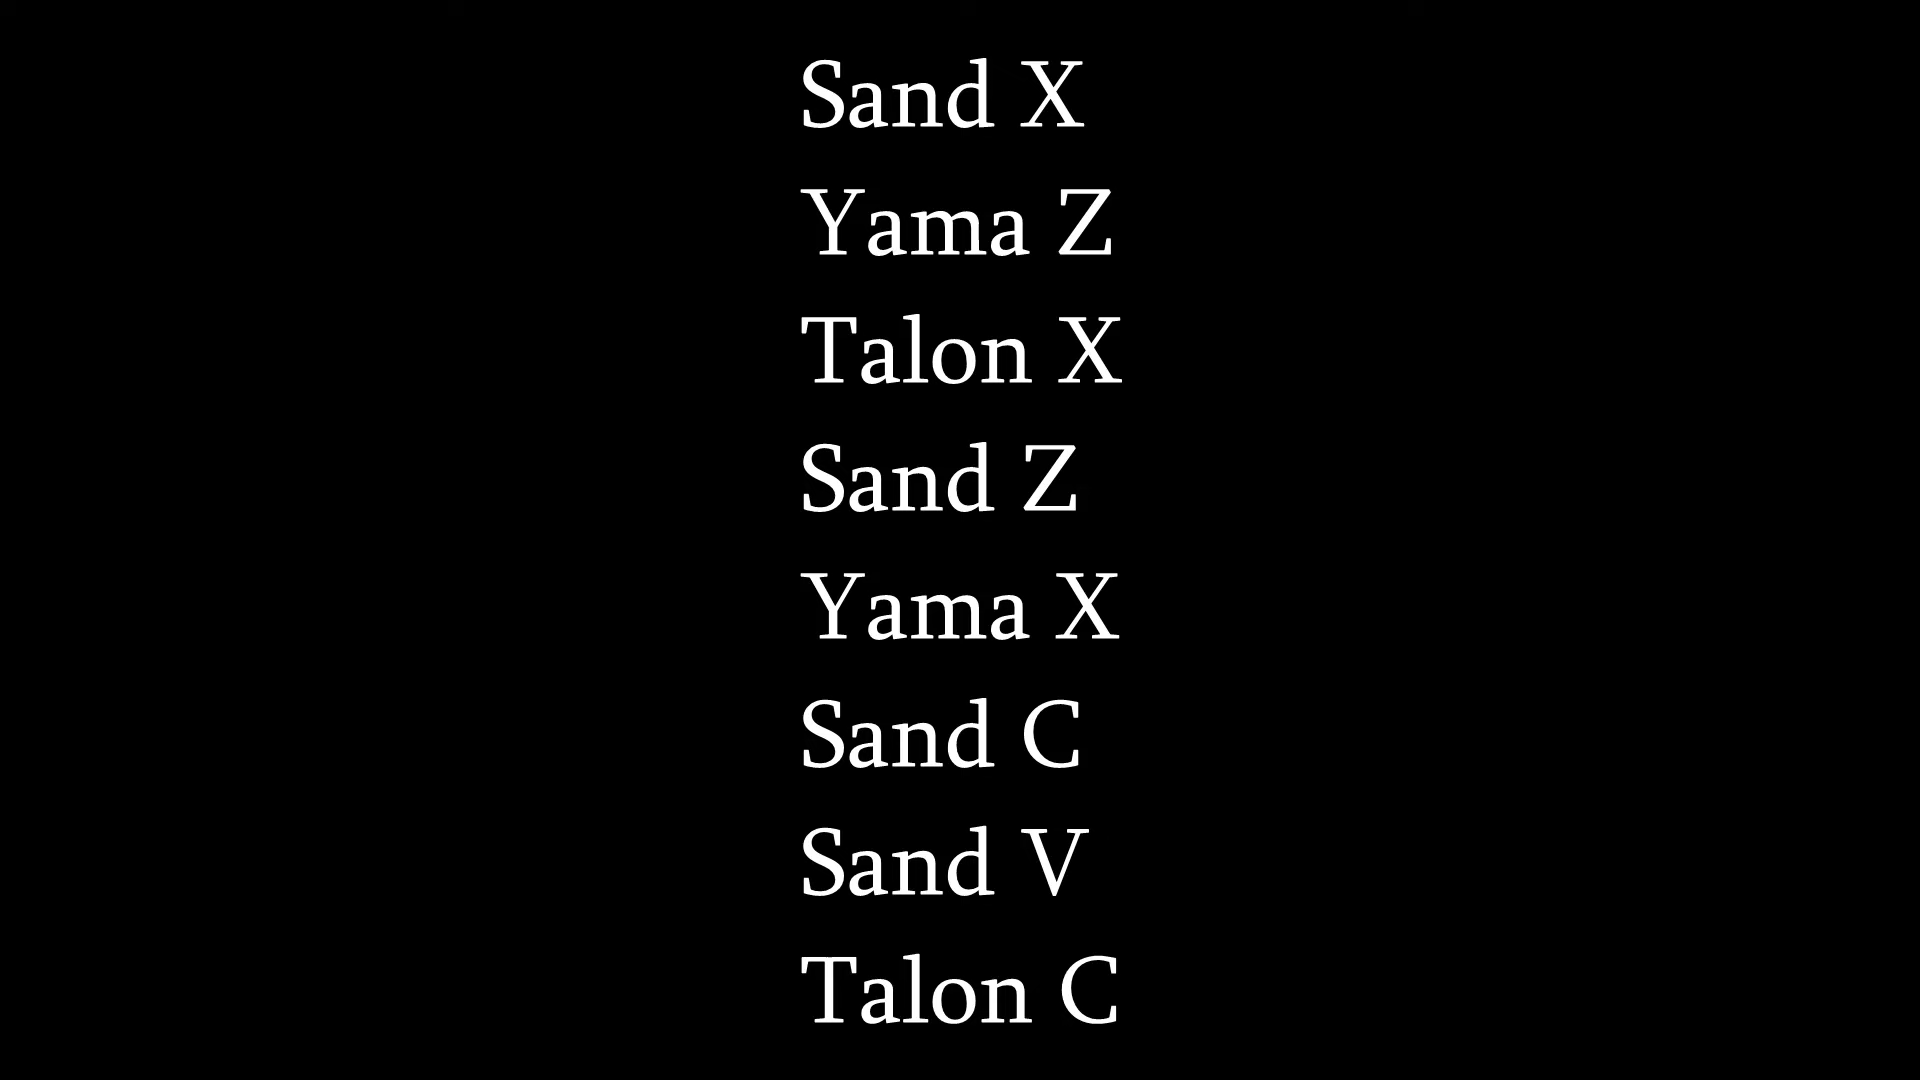 Sand X
Yama Z
Talon X
Sand Z
Yama X
Sand C
Sand V
Talon C